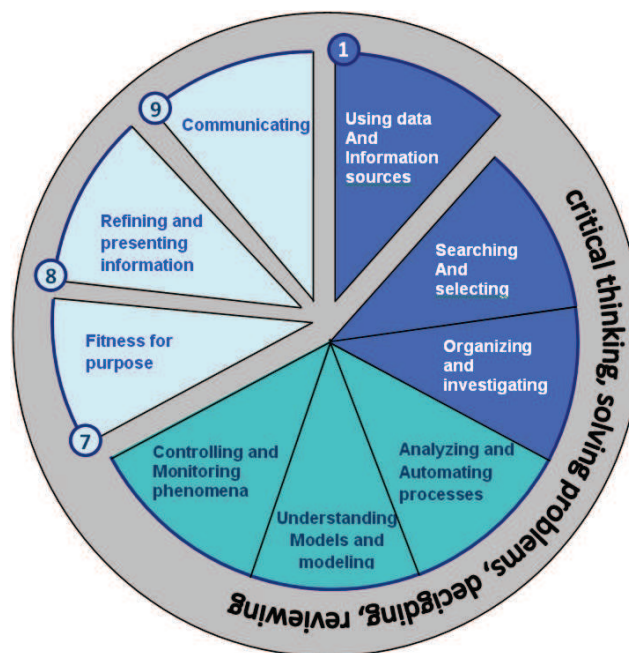 1
Using data
And
Information
sources
Searching
And
selecting
Organizing
and
investigating
Analyzing and
Automating
processes
Understanding
Models and
modeling
Controlling and
Monitoring
phenomena
7
Fitness for
purpose
8
Refining and
presenting
information
9
Communicating
critical thinking, solving problems, decigding, reviewing